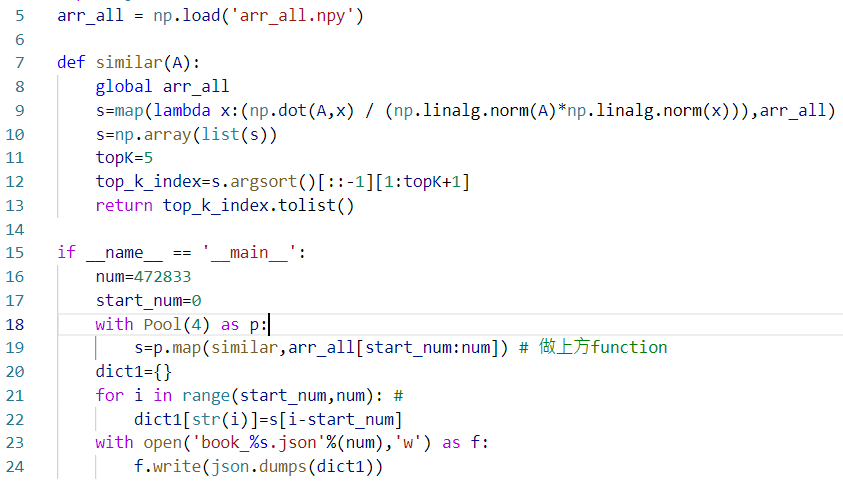 5 arr_all = np.load('arr_all.npy')
6
7 def similar(A):
8 global arr_all
9 s=map(lambda x:(np.dot(A,x) / (np.linalg.norm(A)*np.linalg.norm(x))),arr_all)
10 s=np.array(list(s))
11 topK=5
12 top_k_index=s.argsort()[::-1][1:topK+1]
13 return top_k_index.tolist()
14
15 if __name__ == '__main__':
16 num=472833
17 start_num=0
18 with Pool(4) as p:
19 s=p.map(similar,arr_all[start_num:num]) # 做上方function
20 dict1={}
21 for i in range(start_num,num): #
22 dict1[str(i)]=s[i-start_num]
23 with open('book_%s.json'%(num),'w') as f:
24 f.write(json.dumps(dict1))